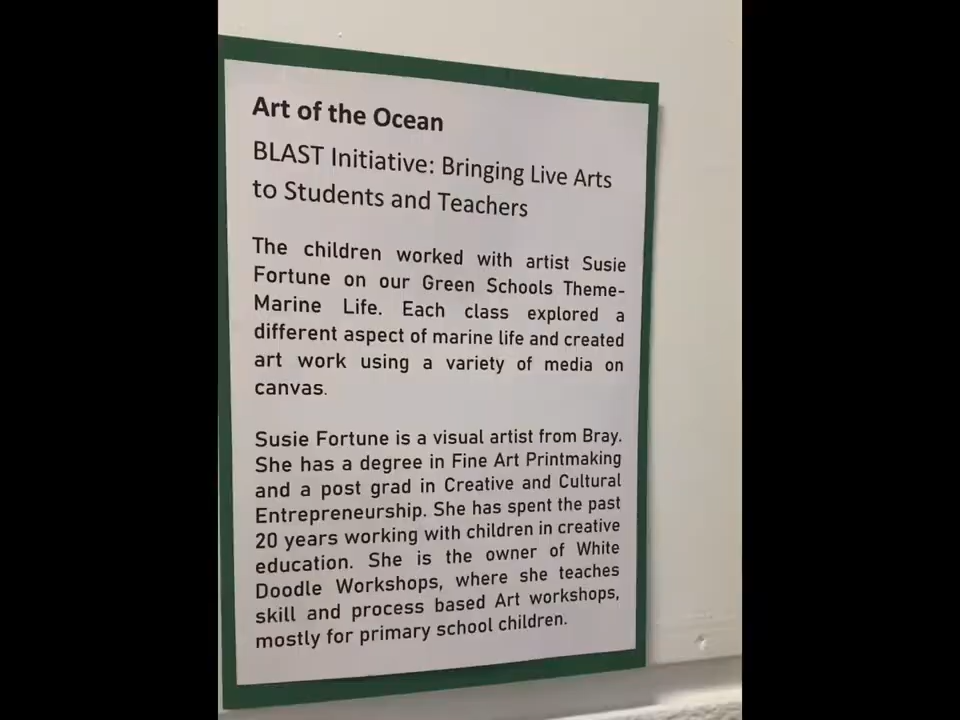 Art of the Ocean
BLAST Initiative: Bringing Live Arts
to Students and Teachers
The children worked with artist Susie
Fortune on our Green Schools Theme-
Marine Life. Each class explored a
different aspect of marine life and created
art work using a variety of media on
canvas.
Susie Fortune is a visual artist from Bray.
She has a degree in Fine Art Printmaking
and a post grad in Creative and Cultural
Entrepreneurship. She has spent the past
20 years working with children in creative
education. She is the owner of White
Doodle Workshops, where she teaches
skill and process based Art workshops,
mostly for primary school children.